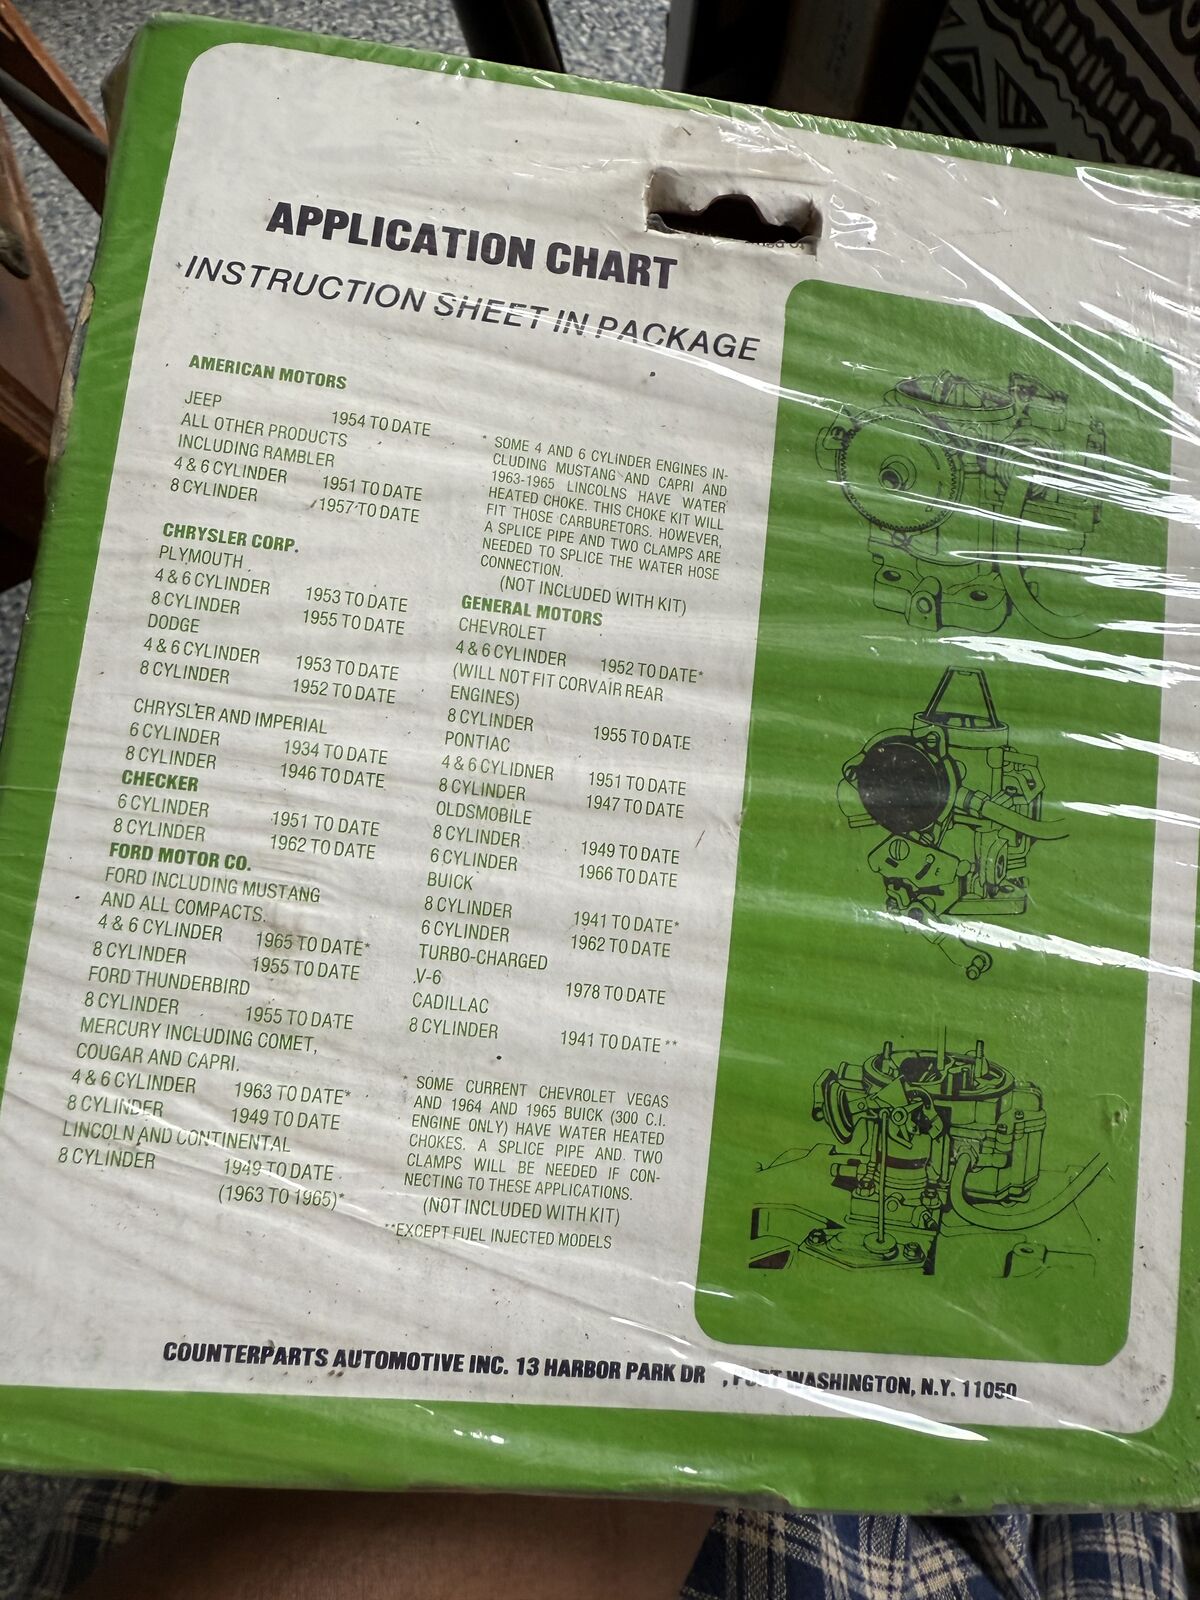 APPLICATION CHART
INSTRUCTION SHEET IN PACKAGE
AMERICAN MOTORS
JEEP 1954 TO DATE
ALL OTHER PRODUCTS
INCLUDING RAMBLER
4 & 6 CYLINDER 1951 TO DATE
8 CYLINDER 1957 TO DATE
CHRYSLER CORP.
PLYMOUTH
4 & 6 CYLINDER 1953 TO DATE
8 CYLINDER 1955 TO DATE
DODGE
4 & 6 CYLINDER 1953 TO DATE
8 CYLINDER 1952 TO DATE
CHRYSLER AND IMPERIAL
6 CYLINDER 1934 TO DATE
8 CYLINDER 1946 TO DATE
CHECKER
6 CYLINDER 1951 TO DATE
8 CYLINDER 1962 TO DATE
FORD MOTOR CO.
FORD INCLUDING MUSTANG
AND ALL COMPACTS.
4 & 6 CYLINDER 1965 TO DATE*
8 CYLINDER 1955 TO DATE
FORD THUNDERBIRD
8 CYLINDER 1955 TO DATE
MERCURY INCLUDING COMET,
COUGAR AND CAPRI.
4 & 6 CYLINDER 1963 TO DATE*
8 CYLINDER 1949 TO DATE
LINCOLN AND CONTINENTAL
8 CYLINDER 1949 TO DATE
(1963 TO 1965)*
* SOME 4 AND 6 CYLINDER ENGINES IN-
CLUDING MUSTANG AND CAPRI AND
1963-1965 LINCOLNS HAVE WATER
HEATED CHOKE. THIS CHOKE KIT WILL
FIT THOSE CARBURETORS. HOWEVER,
A SPLICE PIPE AND TWO CLAMPS ARE
NEEDED TO SPLICE THE WATER HOSE
CONNECTION.
(NOT INCLUDED WITH KIT)
GENERAL MOTORS
CHEVROLET
4 & 6 CYLINDER 1952 TO DATE*
(WILL NOT FIT CORVAIR REAR
ENGINES)
8 CYLINDER 1955 TO DATE
PONTIAC
4 & 6 CYLIDNER 1951 TO DATE
8 CYLINDER 1947 TO DATE
OLDSMOBILE
8 CYLINDER 1949 TO DATE
6 CYLINDER 1966 TO DATE
BUICK
8 CYLINDER 1941 TO DATE*
6 CYLINDER 1962 TO DATE
TURBO-CHARGED
V-6 1978 TO DATE
CADILLAC
8 CYLINDER 1941 TO DATE**
* SOME CURRENT CHEVROLET VEGAS
AND 1964 AND 1965 BUICK (300 C.I.
ENGINE ONLY) HAVE WATER HEATED
CHOKES. A SPLICE PIPE AND TWO
CLAMPS WILL BE NEEDED IF CON-
NECTING TO THESE APPLICATIONS.
(NOT INCLUDED WITH KIT)
**EXCEPT FUEL INJECTED MODELS
COUNTERPARTS AUTOMOTIVE INC. 13 HARBOR PARK DR , PORT WASHINGTON, N.Y. 11050